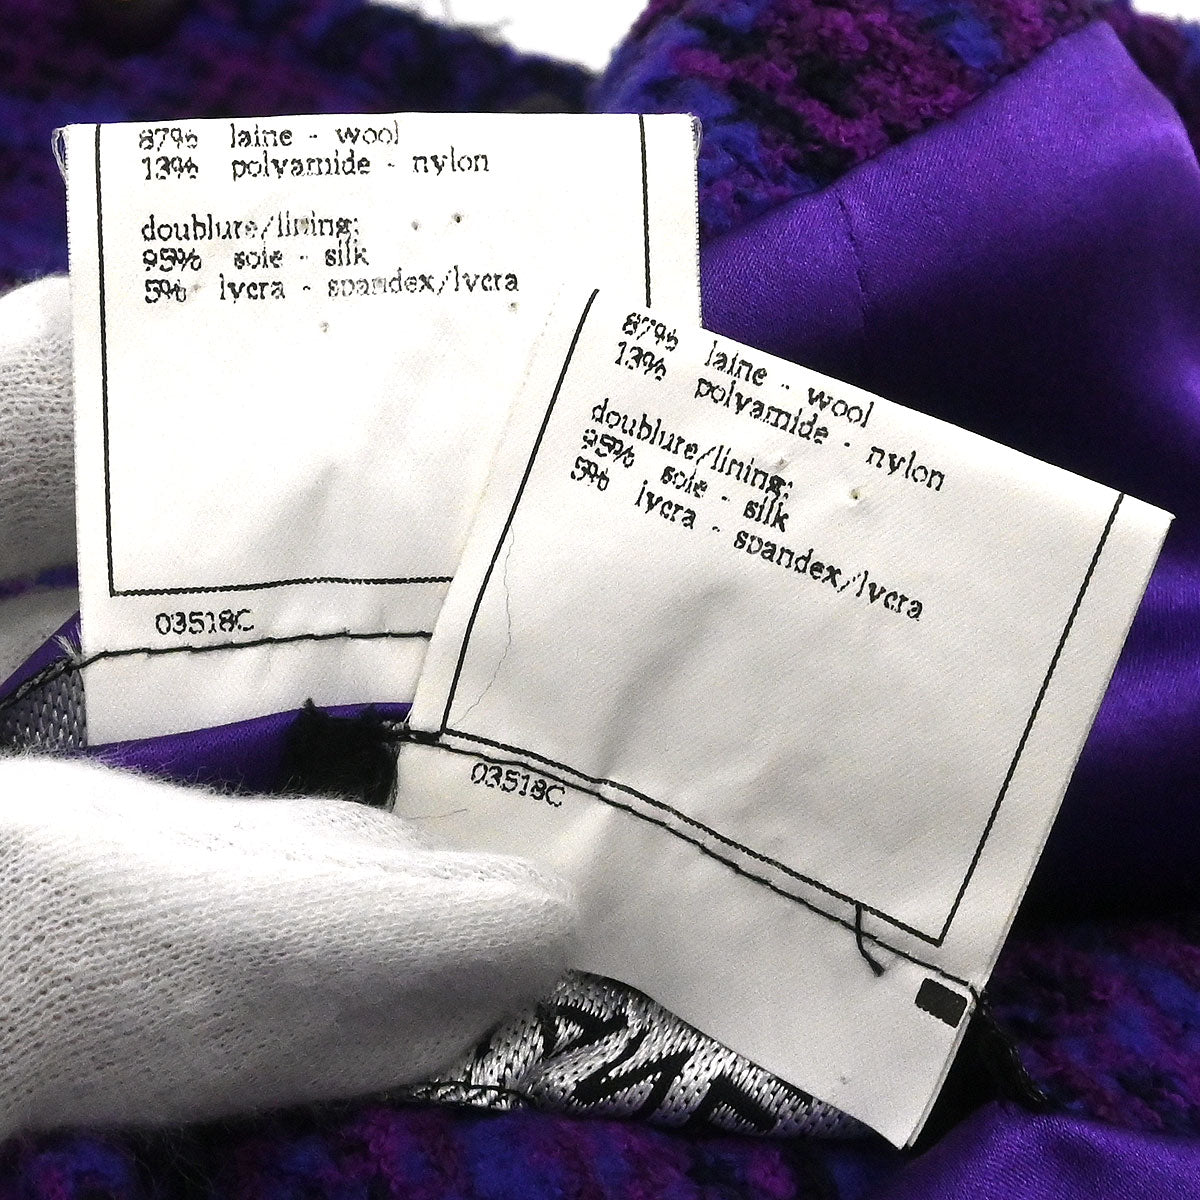 87% laine - wool
13% polyamide - nylon
doublure/lining:
95% soie - silk
5% lycra - spandex/lycra
03518C
87% laine - wool
13% polyamide - nylon
doublure/lining:
95% soie - silk
5% lycra - spandex/lycra
03518C